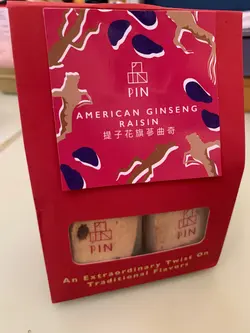 PIN
AMERICAN GINSENG
RAISIN
提子花旗蔘曲奇
PIN
PIN
An Extraordinary Twist On
Traditional Flavors